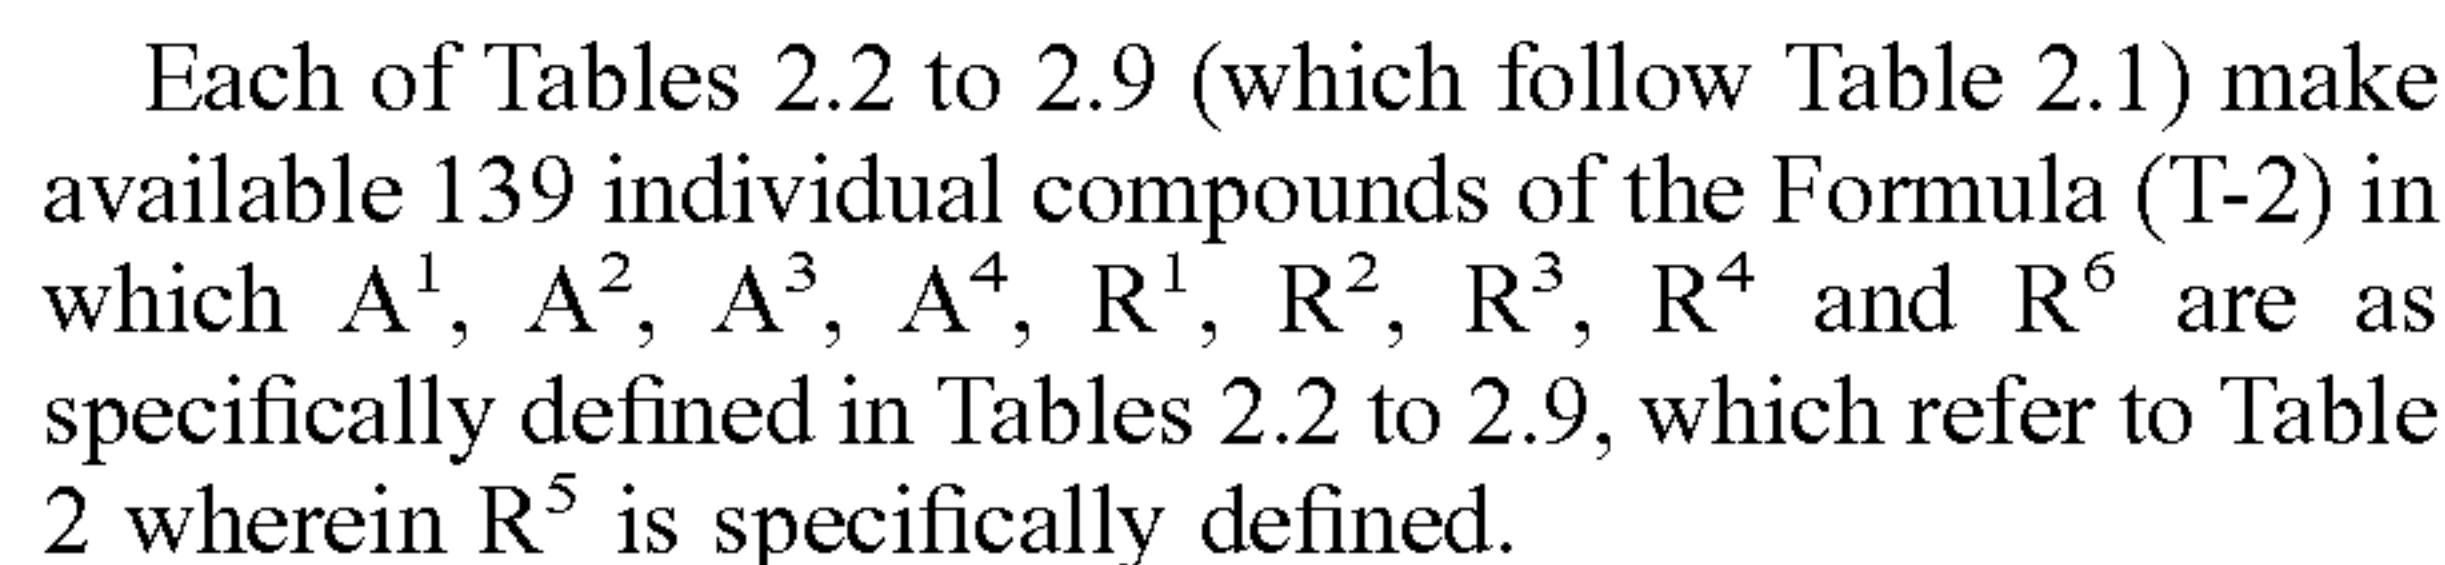 Each of Tables 2.2 to 2.9 (which follow Table 2.1) make
available 139 individual compounds of the Formula (T-2) in
which A¹, A², A³, A⁴, R¹, R², R³, R⁴ and R⁶ are as
specifically defined in Tables 2.2 to 2.9, which refer to Table
2 wherein R⁵ is specifically defined.